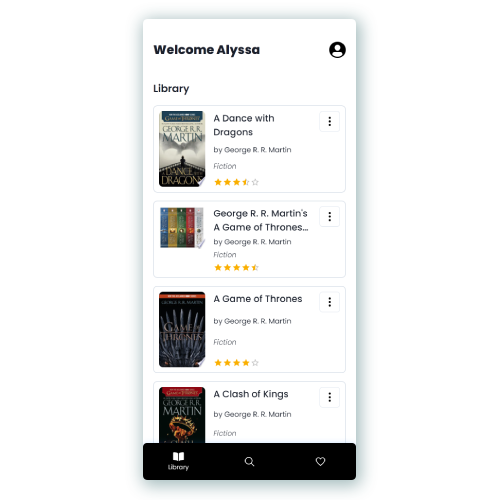 Welcome Alyssa
Library
GEORGE R.R.
MARTIN
A DANCE
WITH
DRAGONS
A Dance with
Dragons
by George R. R. Martin
Fiction
George R. R. Martin's
A Game of Thrones...
by George R. R. Martin
Fiction
GEORGE R. R. MARTIN
A GAME OF
THRONES
A Game of Thrones
by George R. R. Martin
Fiction
GEORGE R.R.
MARTIN
A Clash of Kings
by George R. R. Martin
Fiction
Library